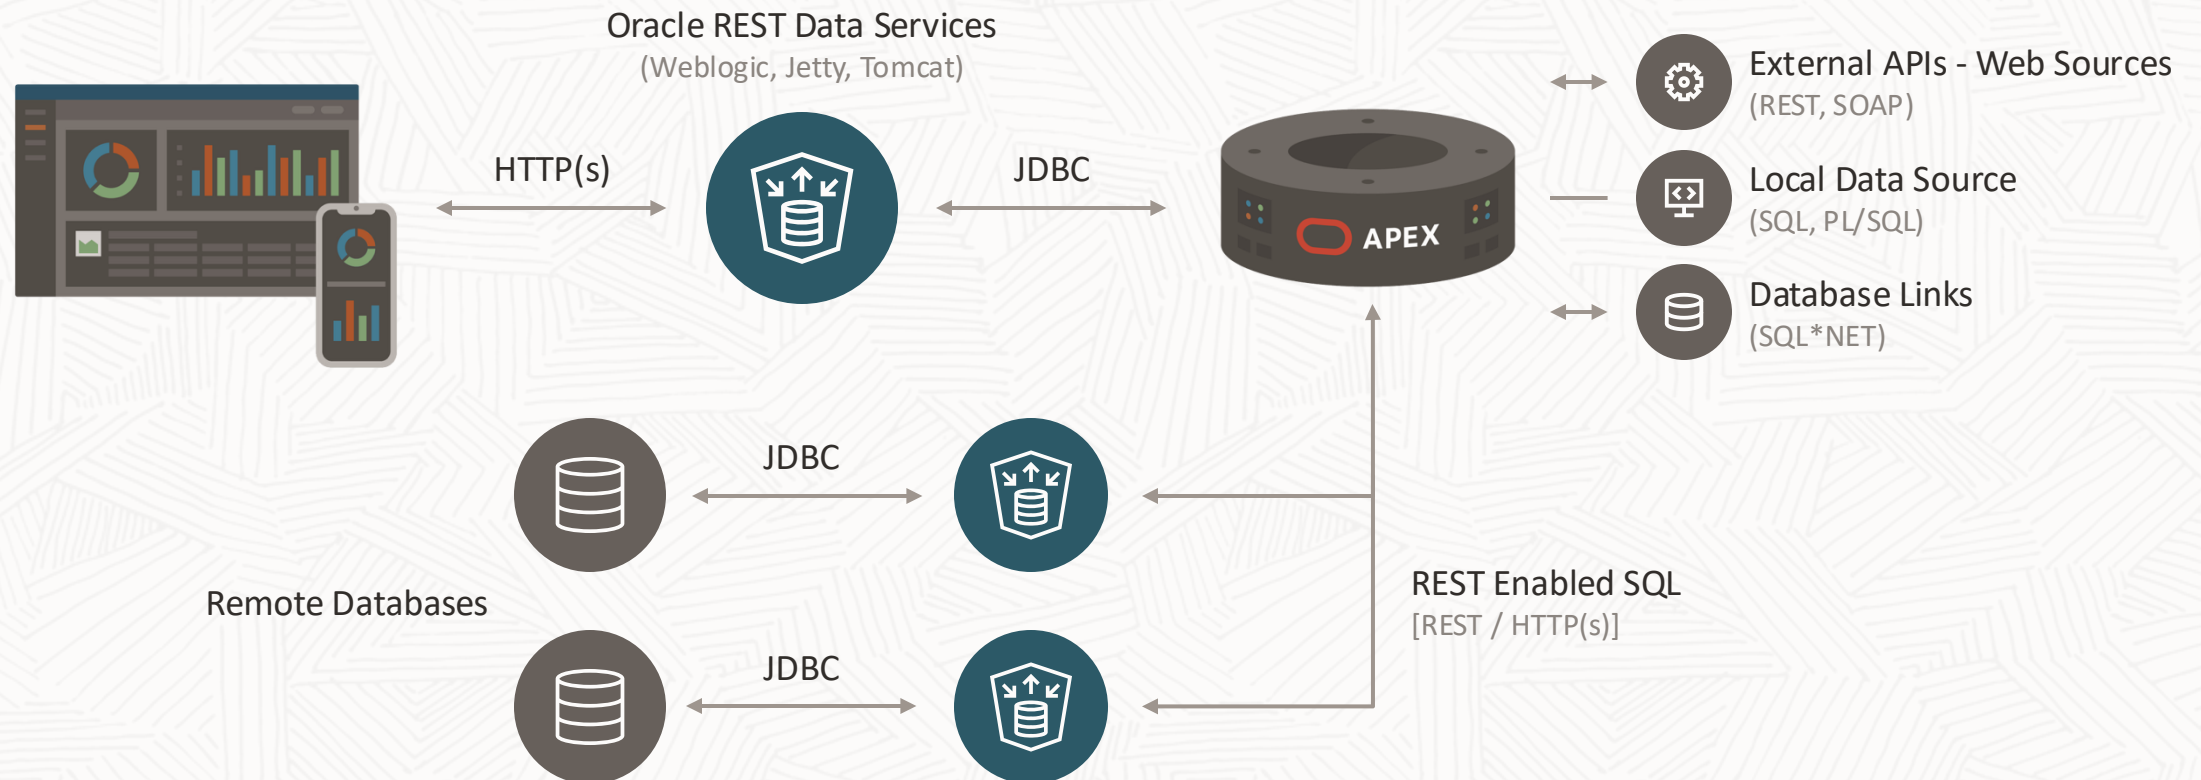 Oracle REST Data Services
(Weblogic, Jetty, Tomcat)
HTTP(s)
JDBC
APEX
External APIs - Web Sources
(REST, SOAP)
Local Data Source
(SQL, PL/SQL)
Database Links
(SQL*NET)
JDBC
Remote Databases
REST Enabled SQL
[REST / HTTP(s)]
JDBC